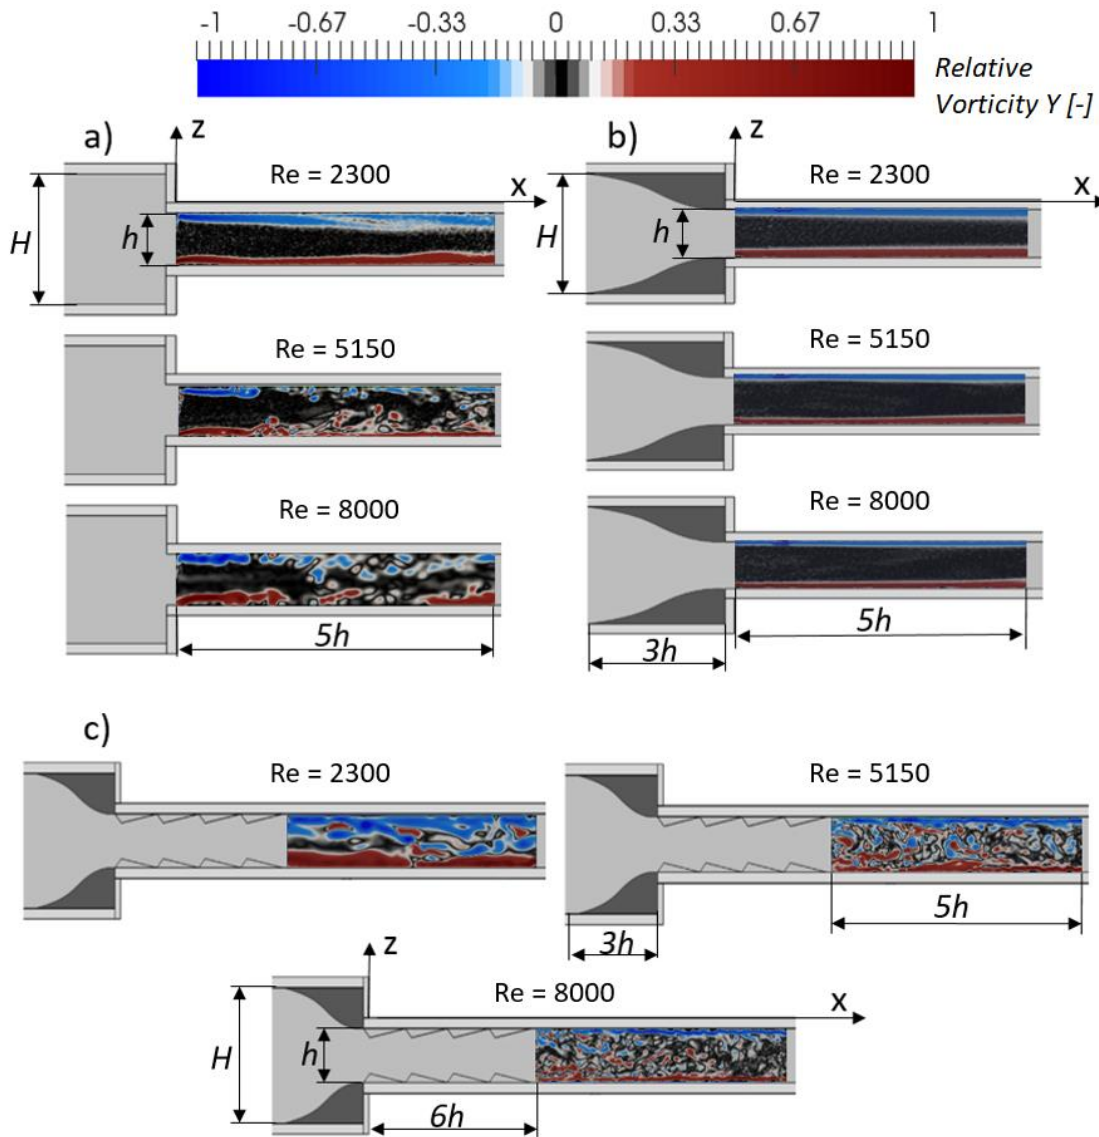 -1 -0.67 -0.33 0 0.33 0.67 1
Relative
Vorticity Y [-]
a) z
Re = 2300
x
H
h
Re = 5150
Re = 8000
5h
b) z
Re = 2300
x
H
h
Re = 5150
Re = 8000
3h
5h
c)
Re = 2300
Re = 5150
5h
3h
z
Re = 8000
x
H
h
6h